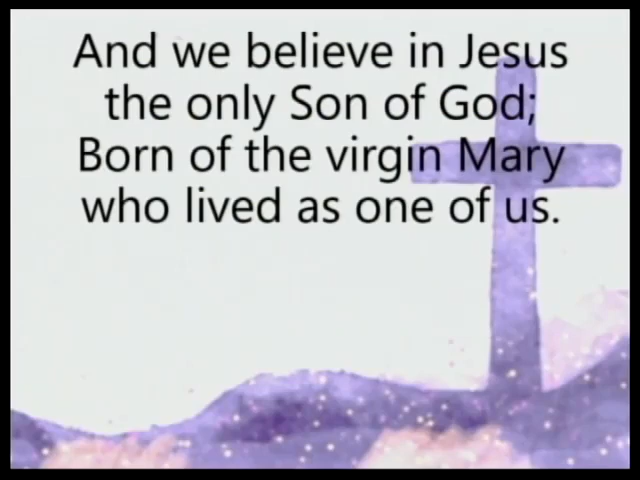 And we believe in Jesus
the only Son of God;
Born of the virgin Mary
who lived as one of us.